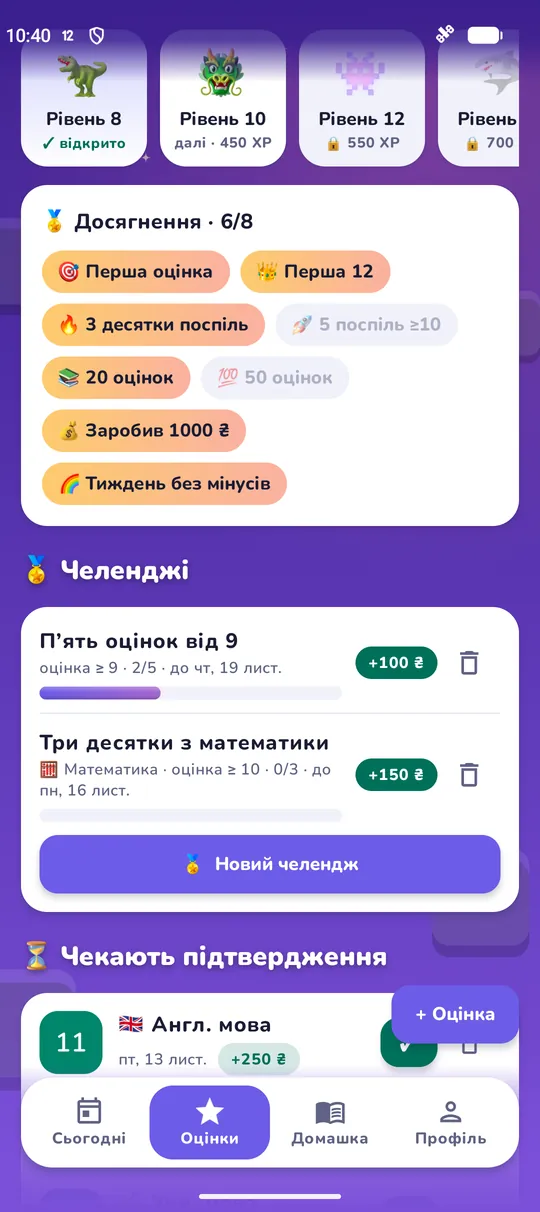 10:40 12
Рівень 8
✓ відкрито
Рівень 10
далі · 450 XP
Рівень 12
🔒 550 XP
Рівень
🔒 700
🏅 Досягнення · 6/8
🎯 Перша оцінка
👑 Перша 12
🔥 3 десятки поспіль
🚀 5 поспіль ≥10
📚 20 оцінок
💯 50 оцінок
💰 Заробив 1000 ₴
🌈 Тиждень без мінусів
🏅 Челенджі
П’ять оцінок від 9
оцінка ≥ 9 · 2/5 · до чт, 19 лист.
+100 ₴
Три десятки з математики
🧮 Математика · оцінка ≥ 10 · 0/3 · до
пн, 16 лист.
+150 ₴
🏅 Новий челендж
⏳ Чекають підтвердження
11
🇬🇧 Англ. мова
пт, 13 лист.
+250 ₴
+ Оцінка
Сьогодні
Оцінки
Домашка
Профіль